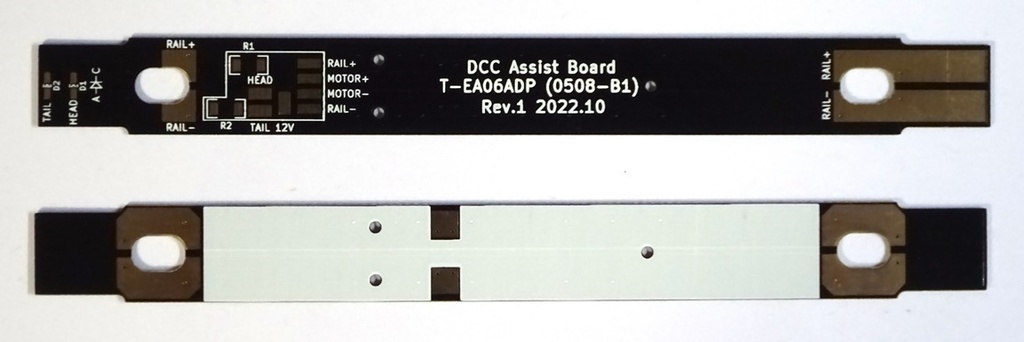 RAIL+
R1
RAIL+
HEAD
MOTOR+
MOTOR-
RAIL-
RAIL-
R2
TAIL 12V
TAIL
D2
HEAD
D1
A
C
DCC Assist Board
T-EA06ADP (0508-B1)
Rev.1 2022.10
RAIL+
RAIL-